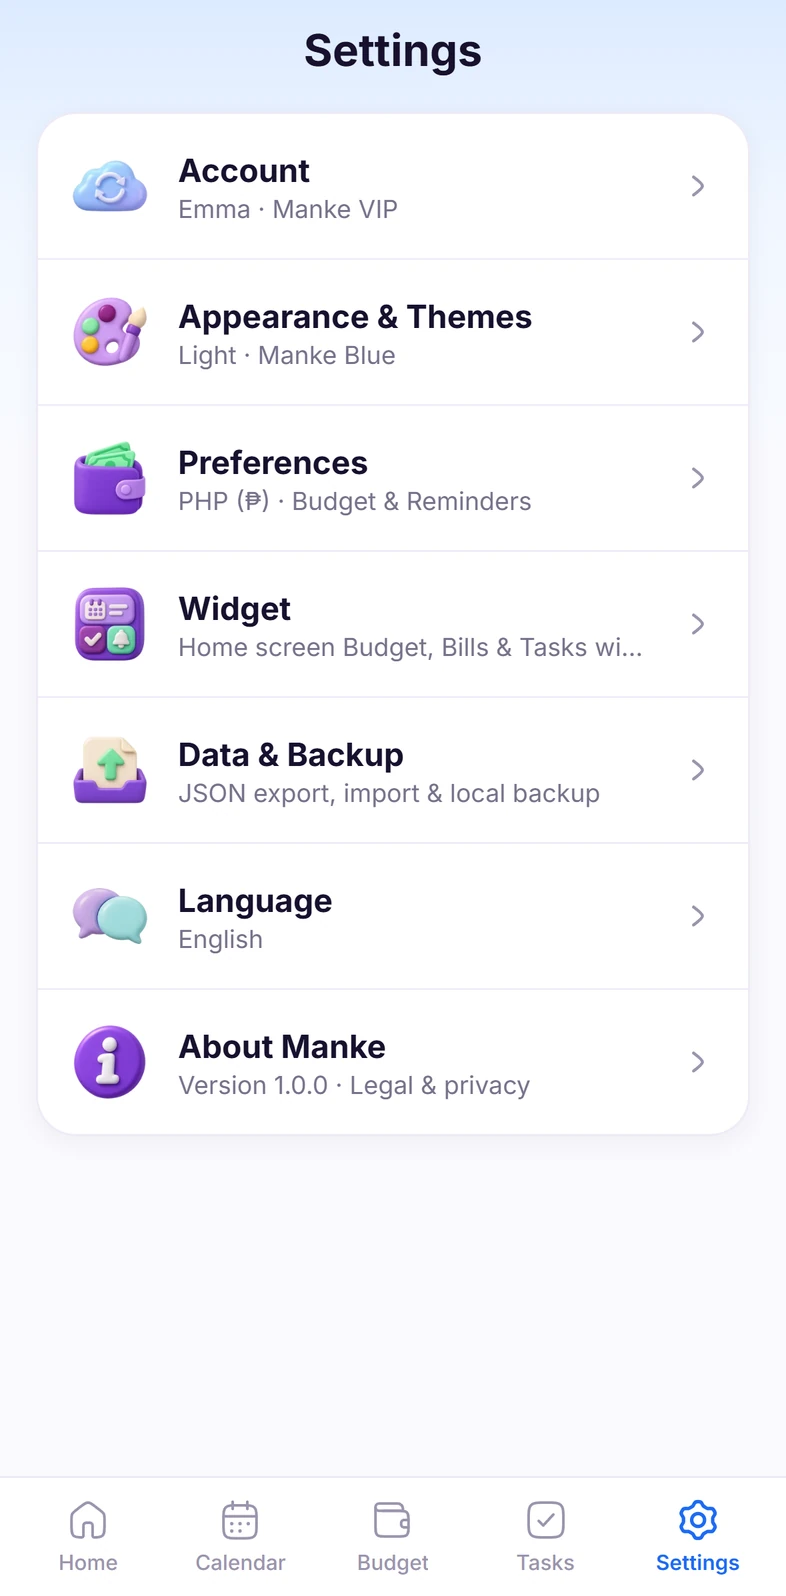 Settings
Account
Emma · Manke VIP
Appearance & Themes
Light · Manke Blue
Preferences
PHP (₱) · Budget & Reminders
Widget
Home screen Budget, Bills & Tasks wi...
Data & Backup
JSON export, import & local backup
Language
English
About Manke
Version 1.0.0 · Legal & privacy
Home
Calendar
Budget
Tasks
Settings